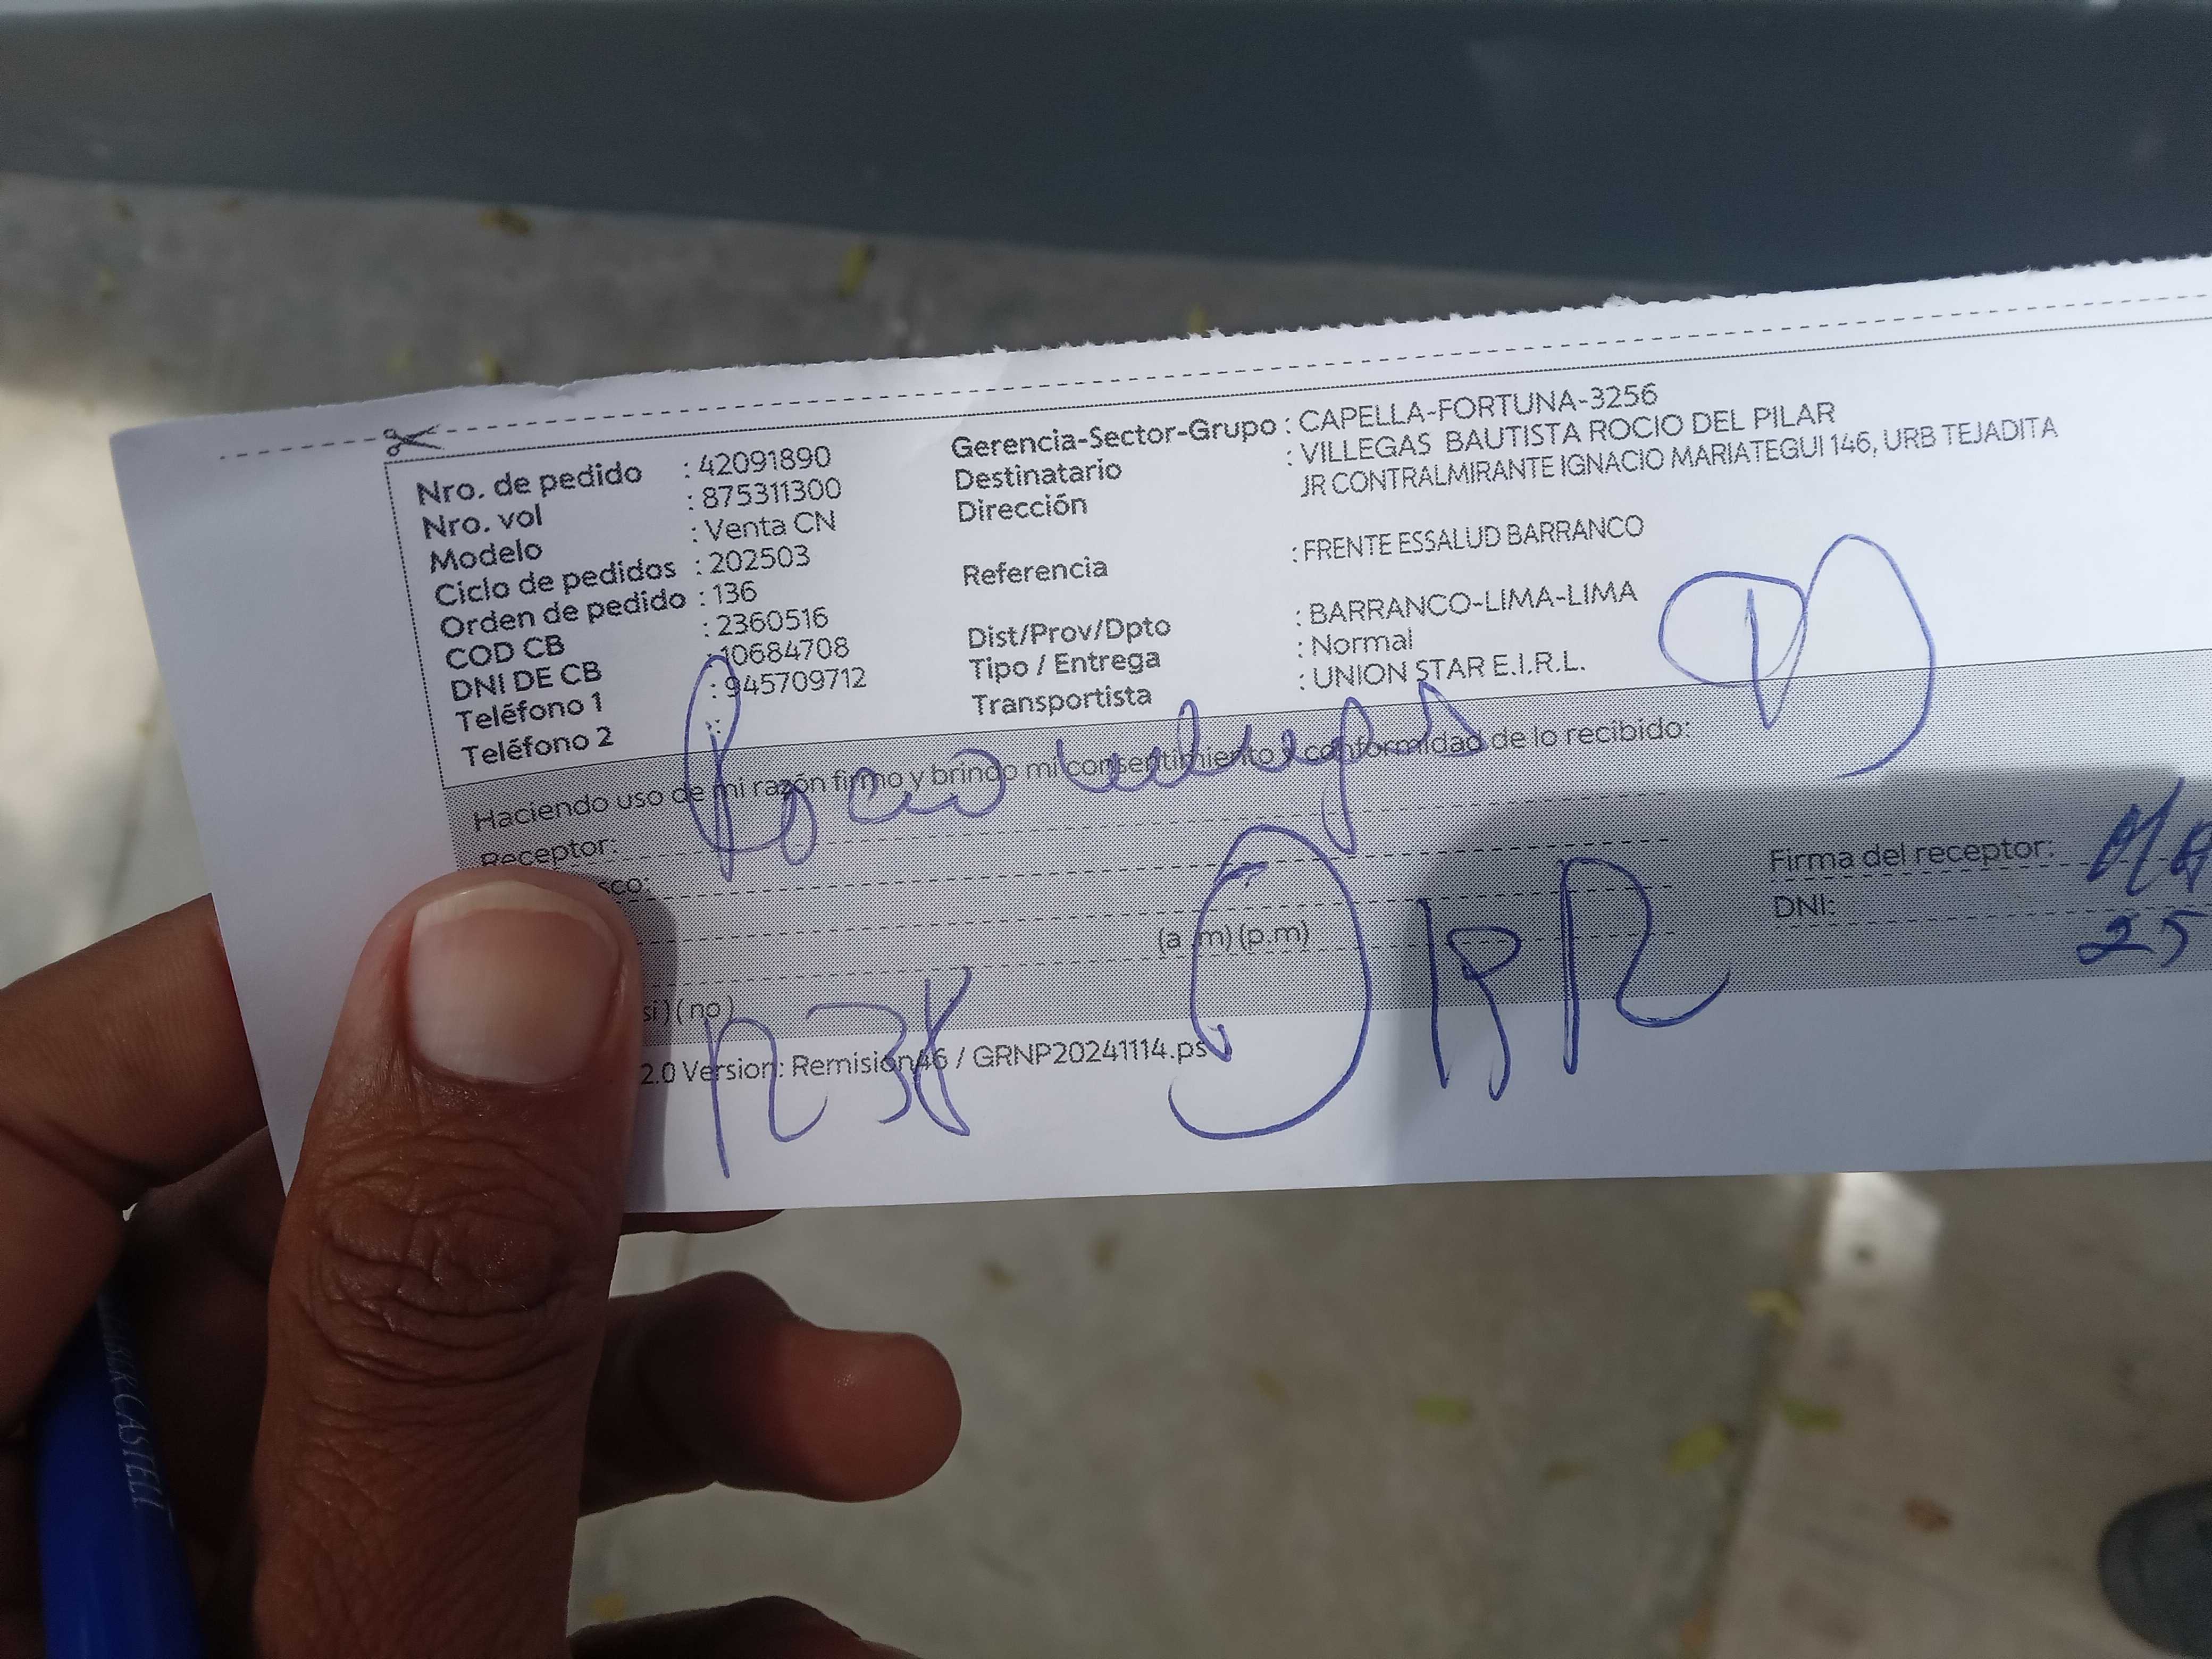 Nro. de pedido : 42091890
Nro. vol : 875311300
Modelo : Venta CN
Ciclo de pedidos : 202503
Orden de pedido : 136
COD CB : 2360516
DNI DE CB : 10684708
Teléfono 1 : 945709712
Teléfono 2 :
Gerencia-Sector-Grupo : CAPELLA-FORTUNA-3256
Destinatario : VILLEGAS BAUTISTA ROCIO DEL PILAR
Dirección : JR CONTRALMIRANTE IGNACIO MARIATEGUI 146, URB TEJADITA
Referencia : FRENTE ESSALUD BARRANCO
Dist/Prov/Dpto : BARRANCO-LIMA-LIMA
Tipo / Entrega : Normal
Transportista : UNION STAR E.I.R.L.
Haciendo uso de mi razón firmo y brindo mi consentimiento y conformidad de lo recibido:
Receptor:
sco:
(a.m) (p.m)
si) ( no )
Firma del receptor:
DNI: 25
2.0 Version: Remision46 / GRNP20241114.ps
1238
CASTELL